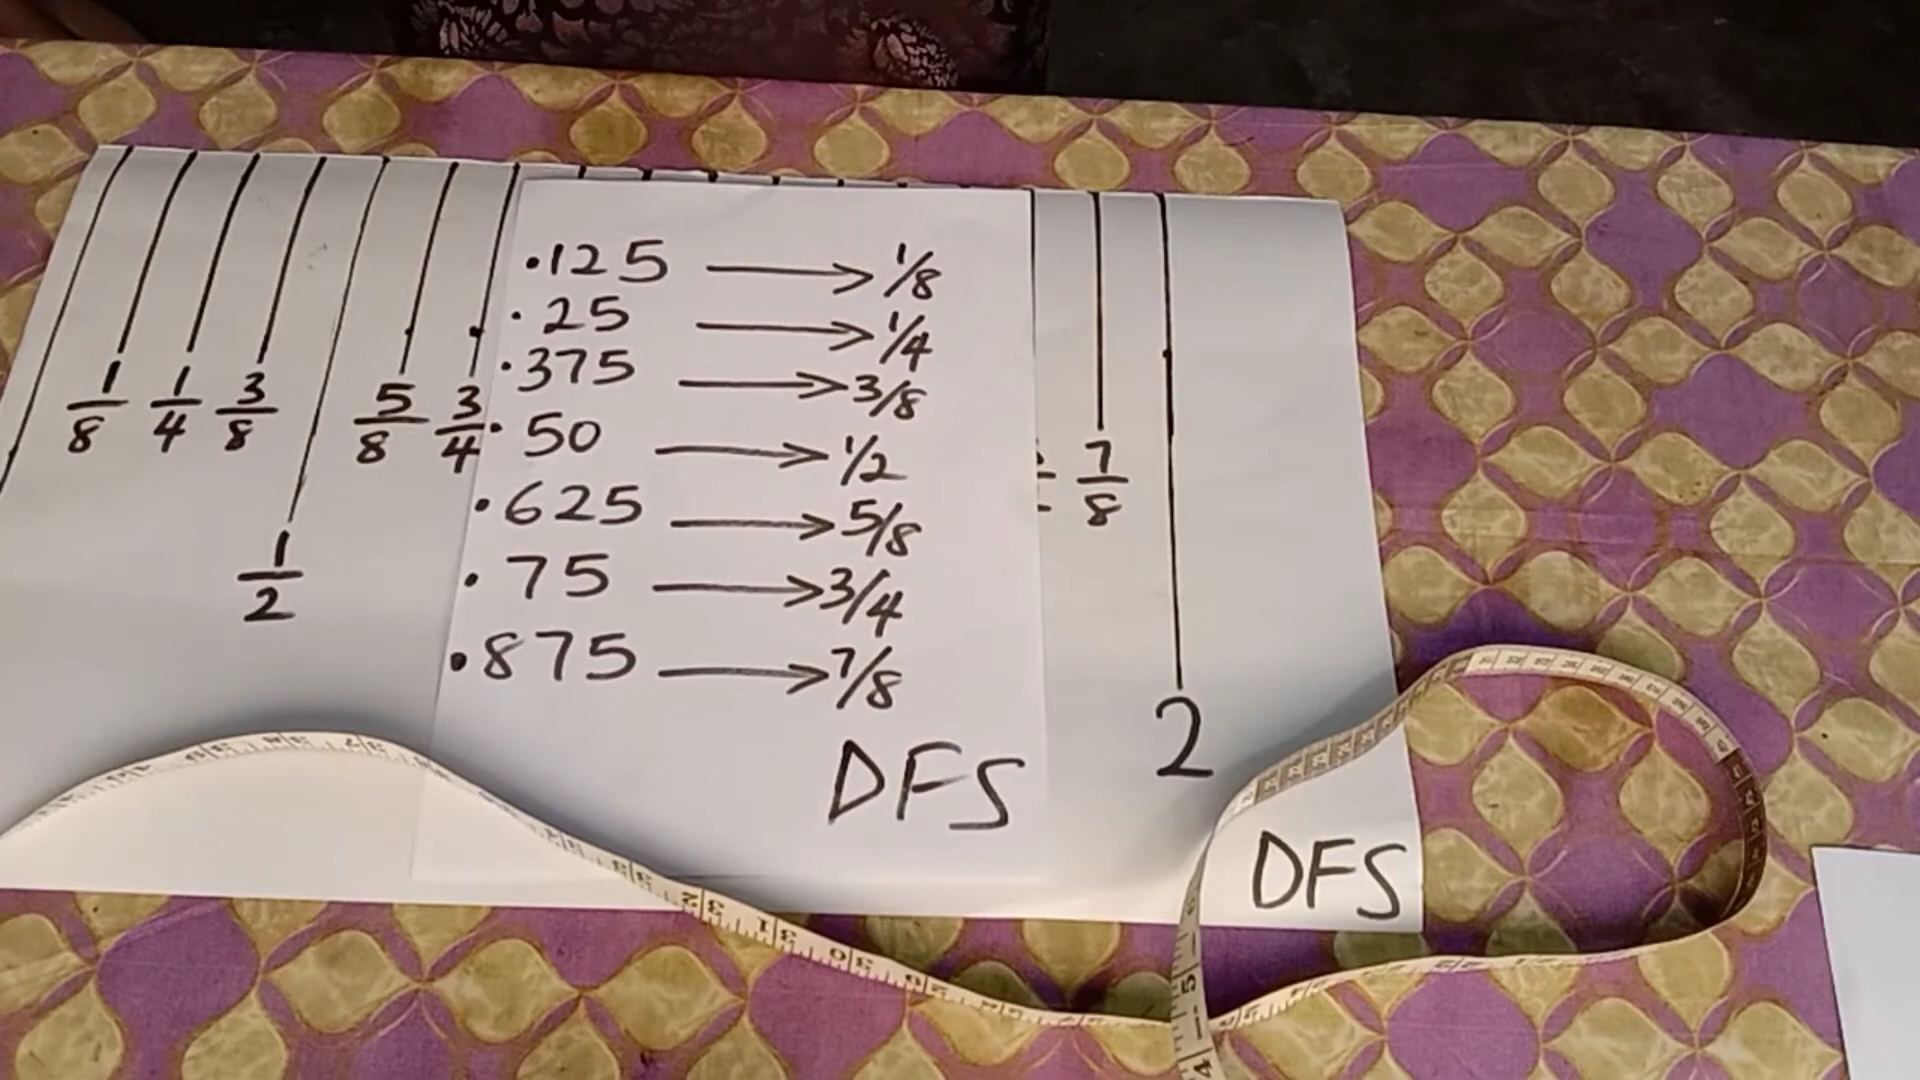 .125 → 1/8
.25 → 1/4
.375 → 3/8
.50 → 1/2
.625 → 5/8
.75 → 3/4
.875 → 7/8
DFS
1/8 1/4 3/8 1/2 5/8 3/4
7/8
2
DFS